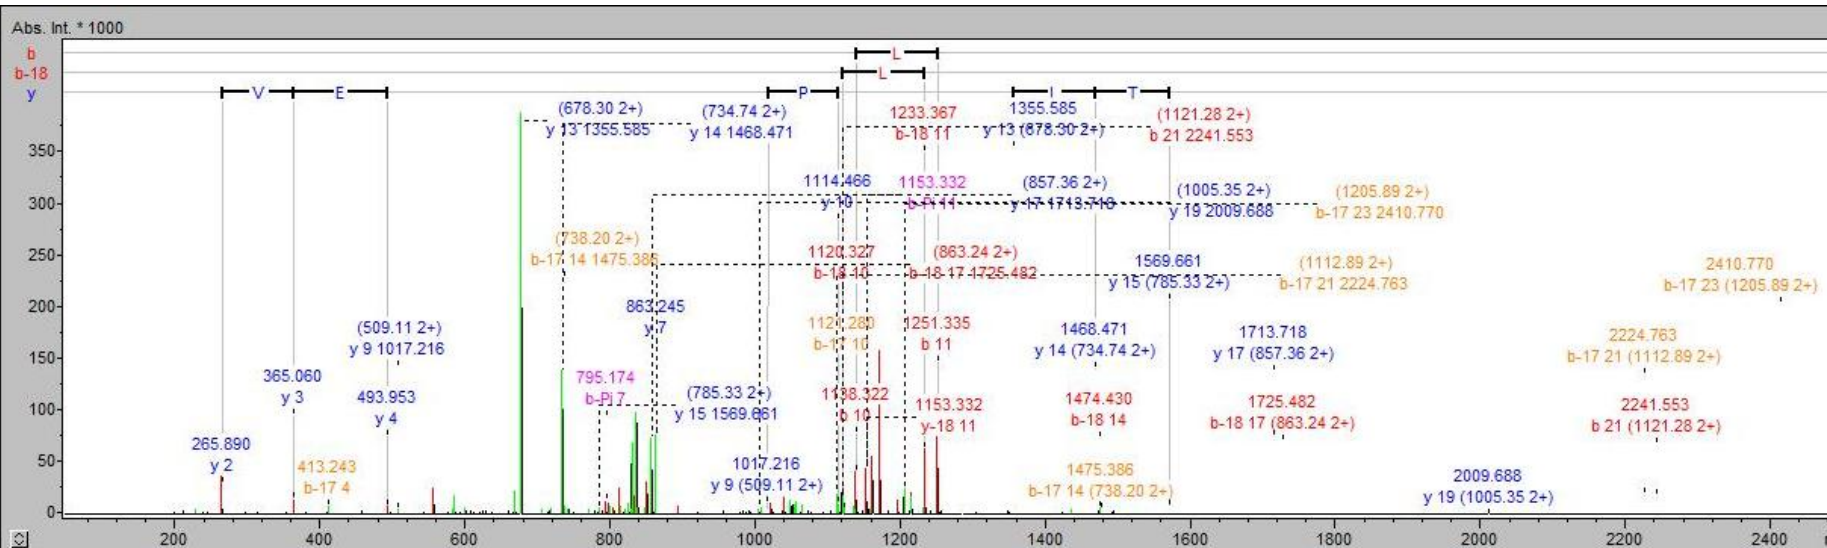 Abs. Int. * 1000
b
b-18
y
L
L
V E P I T
(678.30 2+)
y 13 1355.585
(734.74 2+)
y 14 1468.471
1233.367
b-18 11
1355.585
y 13 (678.30 2+)
(1121.28 2+)
b 21 2241.553
350
1114.466
y 10
1153.332
b-Pi 11
(857.36 2+)
y 17 1713.718
(1005.35 2+)
y 19 2009.688
(1205.89 2+)
b-17 23 2410.770
300
(738.20 2+)
b-17 14 1475.386
1120.327
b-18 10
(863.24 2+)
b-18 17 1725.482
1569.661
y 15 (785.33 2+)
(1112.89 2+)
b-17 21 2224.763
2410.770
b-17 23 (1205.89 2+)
250
863.245
y 7
200
(509.11 2+)
y 9 1017.216
1121.280
b-17 10
1251.335
b 11
1468.471
y 14 (734.74 2+)
1713.718
y 17 (857.36 2+)
2224.763
b-17 21 (1112.89 2+)
150
365.060
y 3
493.953
y 4
795.174
b-Pi 7
(785.33 2+)
y 15 1569.661
1138.322
b 10
1153.332
y-18 11
1474.430
b-18 14
1725.482
b-18 17 (863.24 2+)
2241.553
b 21 (1121.28 2+)
100
265.890
y 2
413.243
b-17 4
1017.216
y 9 (509.11 2+)
1475.386
b-17 14 (738.20 2+)
2009.688
y 19 (1005.35 2+)
50
0
200 400 600 800 1000 1200 1400 1600 1800 2000 2200 2400